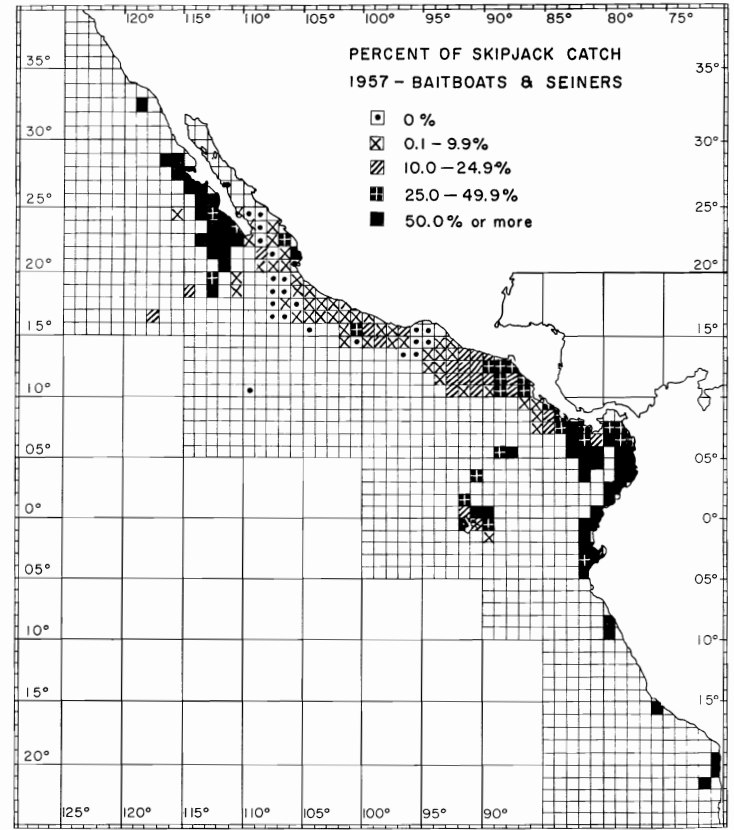 120° 115° 110° 105° 100° 95° 90° 85° 80° 75°
PERCENT OF SKIPJACK CATCH
1957 – BAITBOATS & SEINERS
0 %
0.1 – 9.9%
10.0 – 24.9%
25.0 – 49.9%
50.0% or more
35° 35°
30° 30°
25° 25°
20° 20°
15° 15°
10° 10°
05° 05°
0° 0°
05° 05°
10° 10°
15° 15°
20°
125° 120° 115° 110° 105° 100° 95° 90°